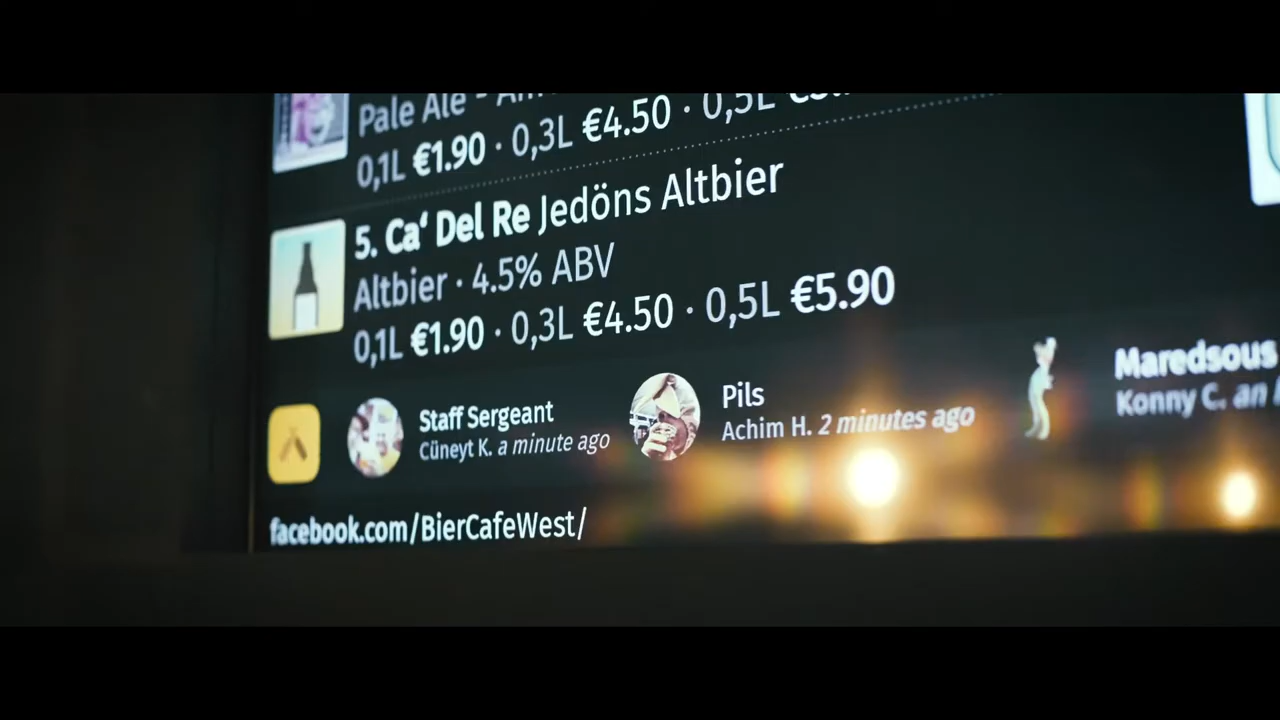 Pale Ale -
0,1L €1.90 · 0,3L €4.50 · 0,5L
5. Ca‘ Del Re Jedöns Altbier
Altbier · 4.5% ABV
0,1L €1.90 · 0,3L €4.50 · 0,5L €5.90
Staff Sergeant
Cüneyt K. a minute ago
Pils
Achim H. 2 minutes ago
Maredsous
Konny C. an
facebook.com/BierCafeWest/